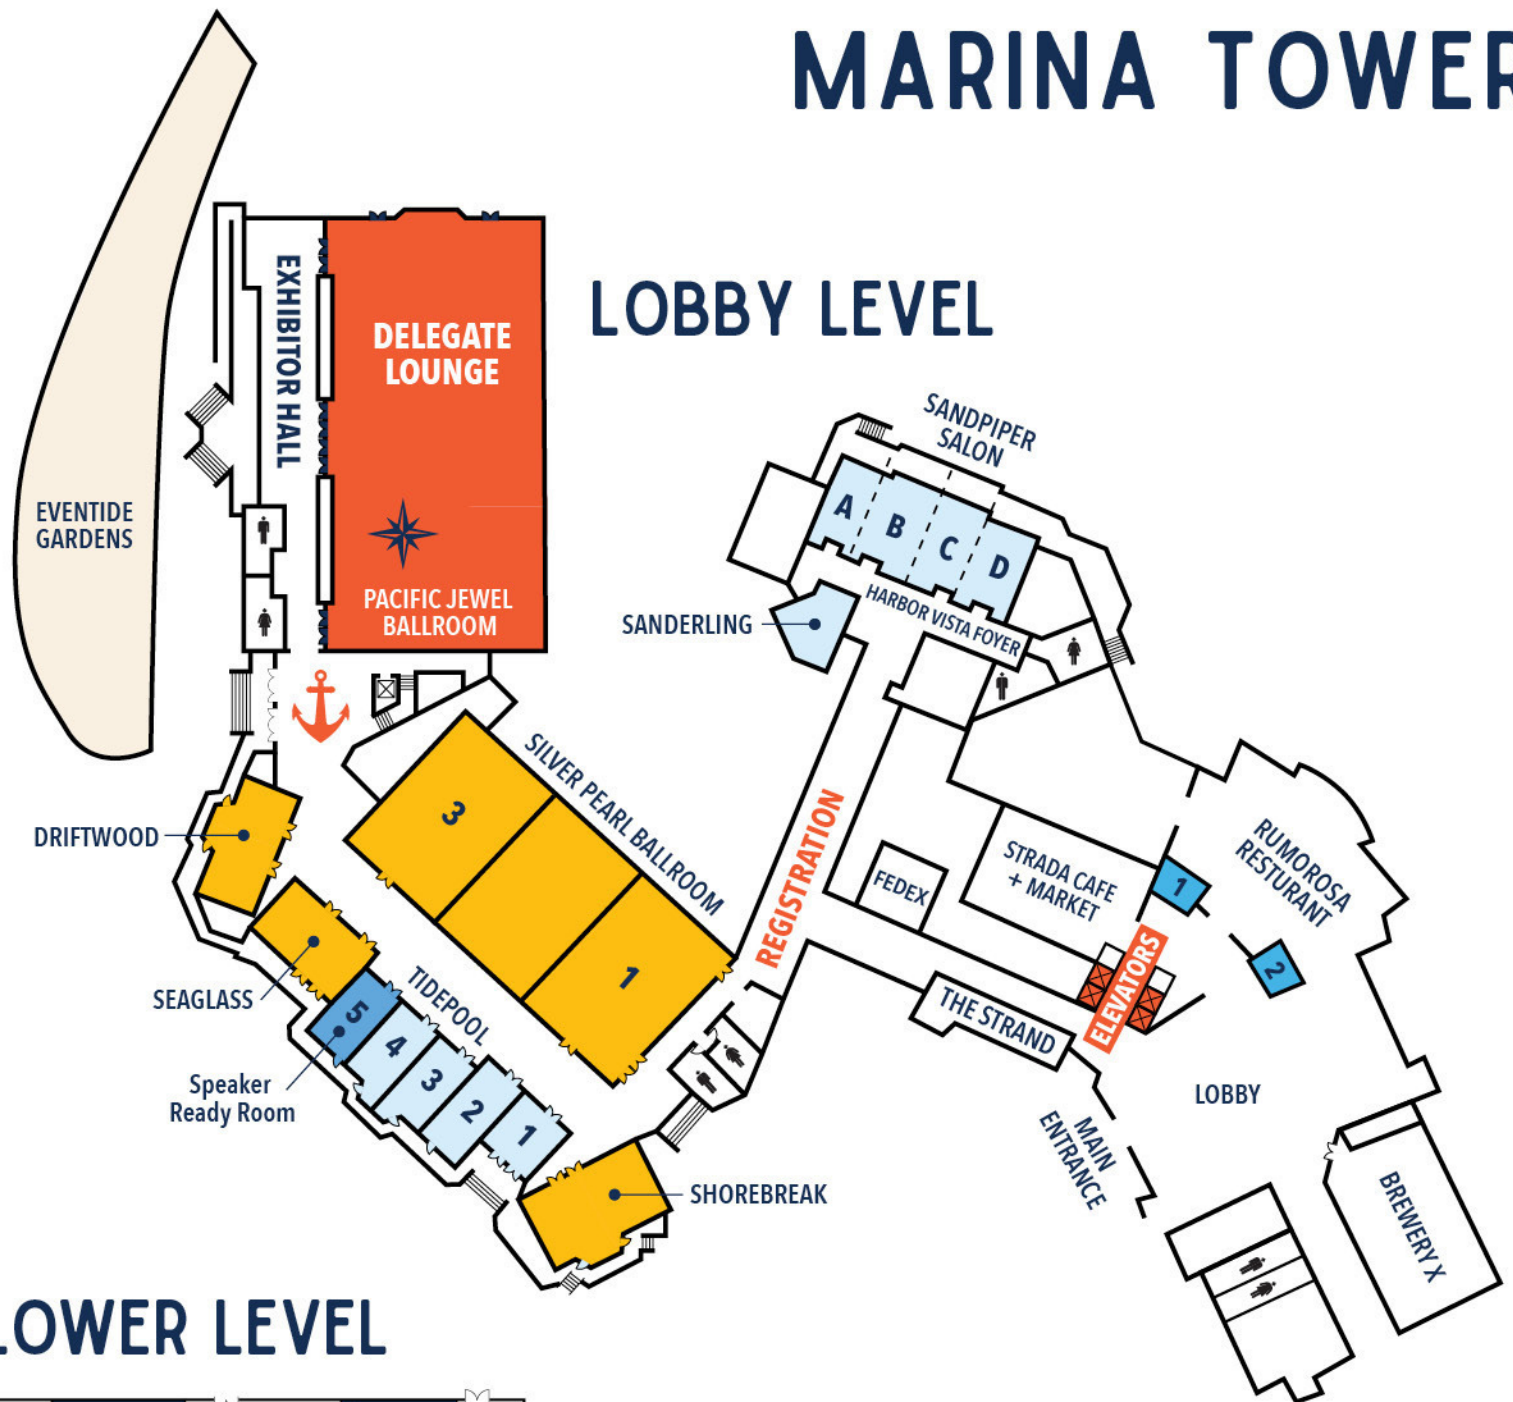 MARINA TOWER
LOBBY LEVEL
EXHIBITOR HALL
DELEGATE
LOUNGE
PACIFIC JEWEL
BALLROOM
EVENTIDE
GARDENS
SANDPIPER
SALON
A
B
C
D
HARBOR VISTA FOYER
SANDERLING
SILVER PEARL BALLROOM
3
1
DRIFTWOOD
SEAGLASS
TIDEPOOL
5
4
3
2
1
Speaker
Ready Room
SHOREBREAK
REGISTRATION
FEDEX
STRADA CAFE
+ MARKET
RUMOROSA
RESTURANT
1
2
ELEVATORS
THE STRAND
LOBBY
MAIN
ENTRANCE
BREWERY X
LOWER LEVEL